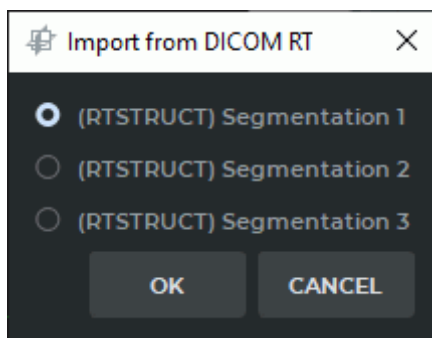 Import from DICOM RT
(RTSTRUCT) Segmentation 1
(RTSTRUCT) Segmentation 2
(RTSTRUCT) Segmentation 3
OK CANCEL